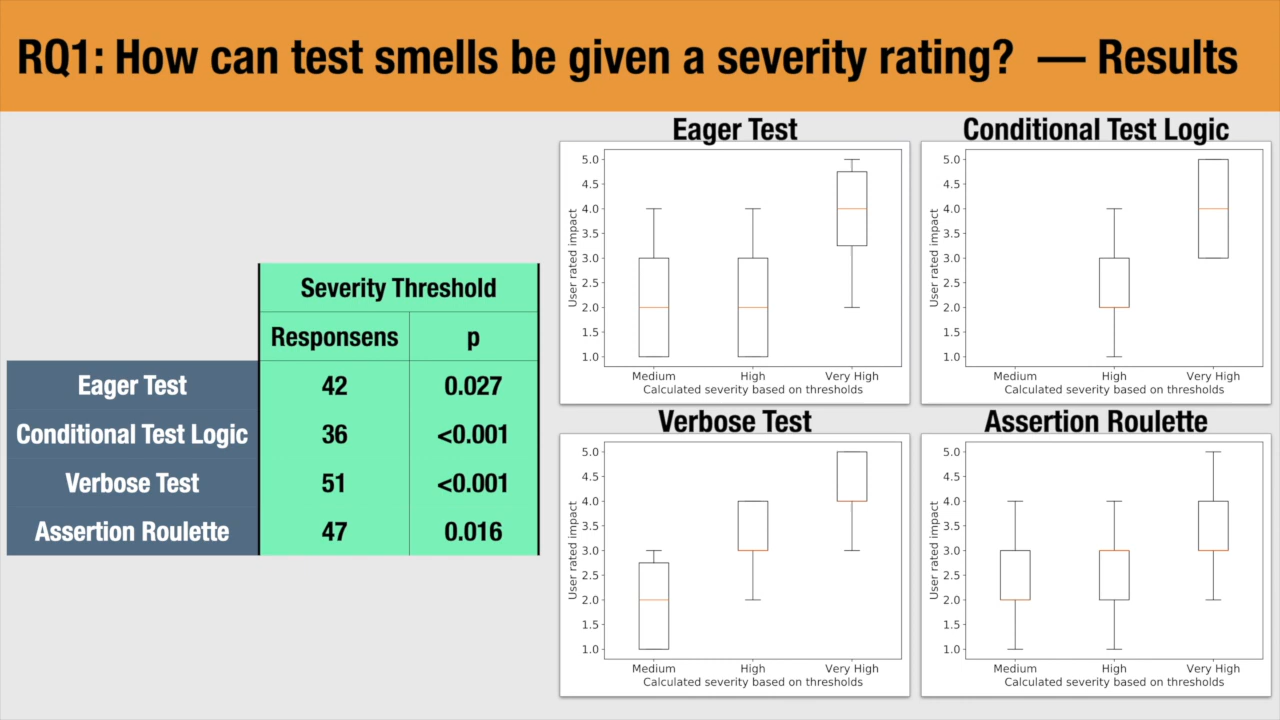 RQ1: How can test smells be given a severity rating? — Results
Severity Threshold
Responsens p
Eager Test 42 0.027
Conditional Test Logic 36 <0.001
Verbose Test 51 <0.001
Assertion Roulette 47 0.016
Eager Test
5.0
4.5
4.0
3.5
3.0
2.5
2.0
1.5
1.0
User rated impact
Medium High Very High
Calculated severity based on thresholds
Conditional Test Logic
5.0
4.5
4.0
3.5
3.0
2.5
2.0
1.5
1.0
User rated impact
Medium High Very High
Calculated severity based on thresholds
Verbose Test
5.0
4.5
4.0
3.5
3.0
2.5
2.0
1.5
1.0
User rated impact
Medium High Very High
Calculated severity based on thresholds
Assertion Roulette
5.0
4.5
4.0
3.5
3.0
2.5
2.0
1.5
1.0
User rated impact
Medium High Very High
Calculated severity based on thresholds